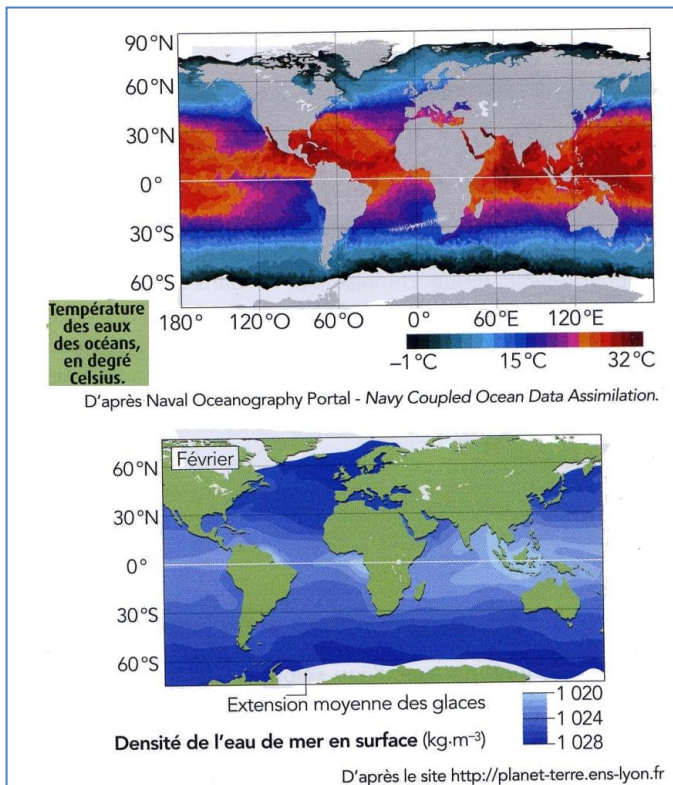 90°N
60°N
30°N
0°
30°S
60°S
180° 120°O 60°O 0° 60°E 120°E
Température
des eaux
des océans,
en degré
Celsius.
–1°C 15°C 32°C
D'après Naval Oceanography Portal - Navy Coupled Ocean Data Assimilation.
Février
60°N
30°N
0°
30°S
60°S
Extension moyenne des glaces
1 020
1 024
1 028
Densité de l'eau de mer en surface (kg·m⁻³)
D'après le site http://planet-terre.ens-lyon.fr